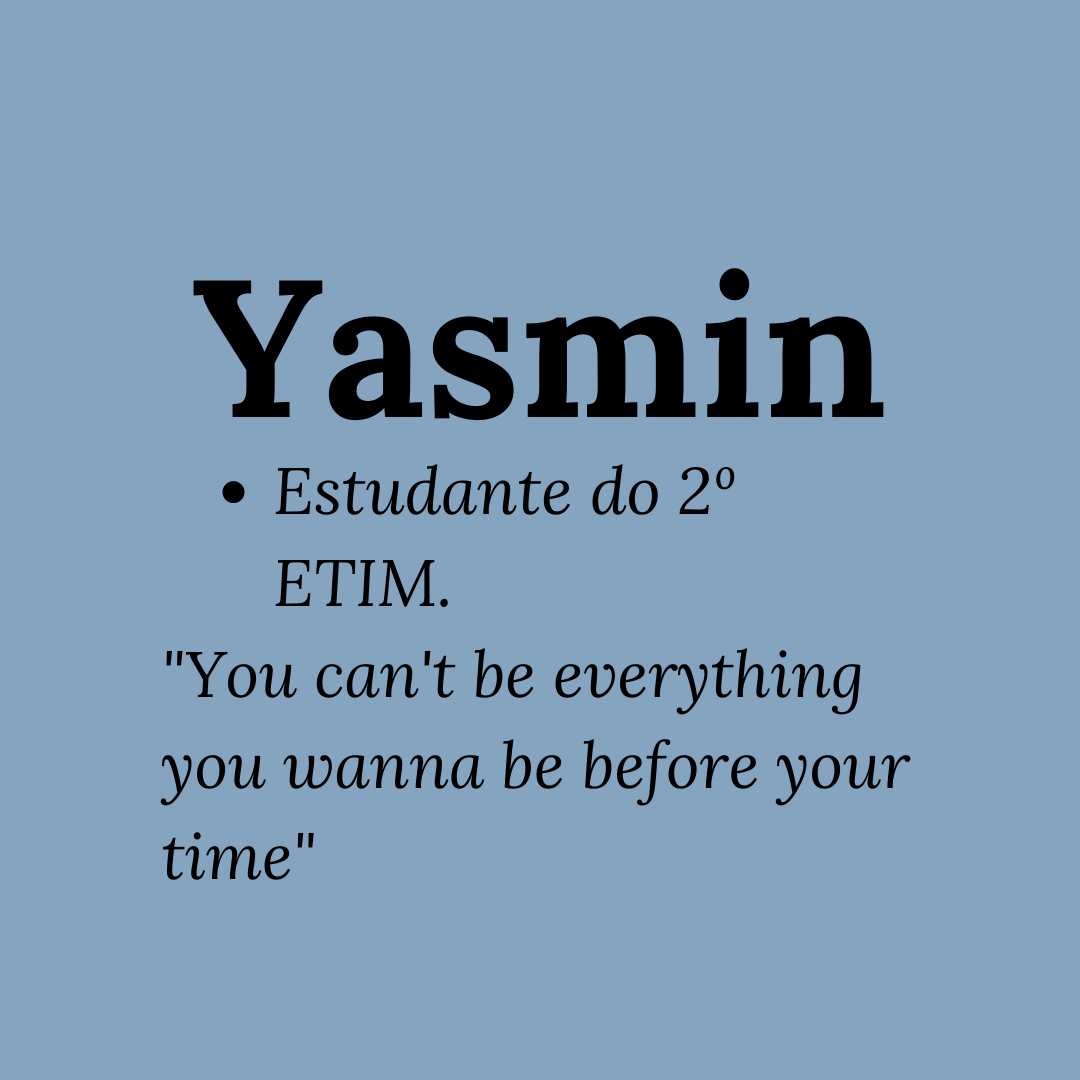 Yasmin
• Estudante do 2º
ETIM.
"You can't be everything
you wanna be before your
time"